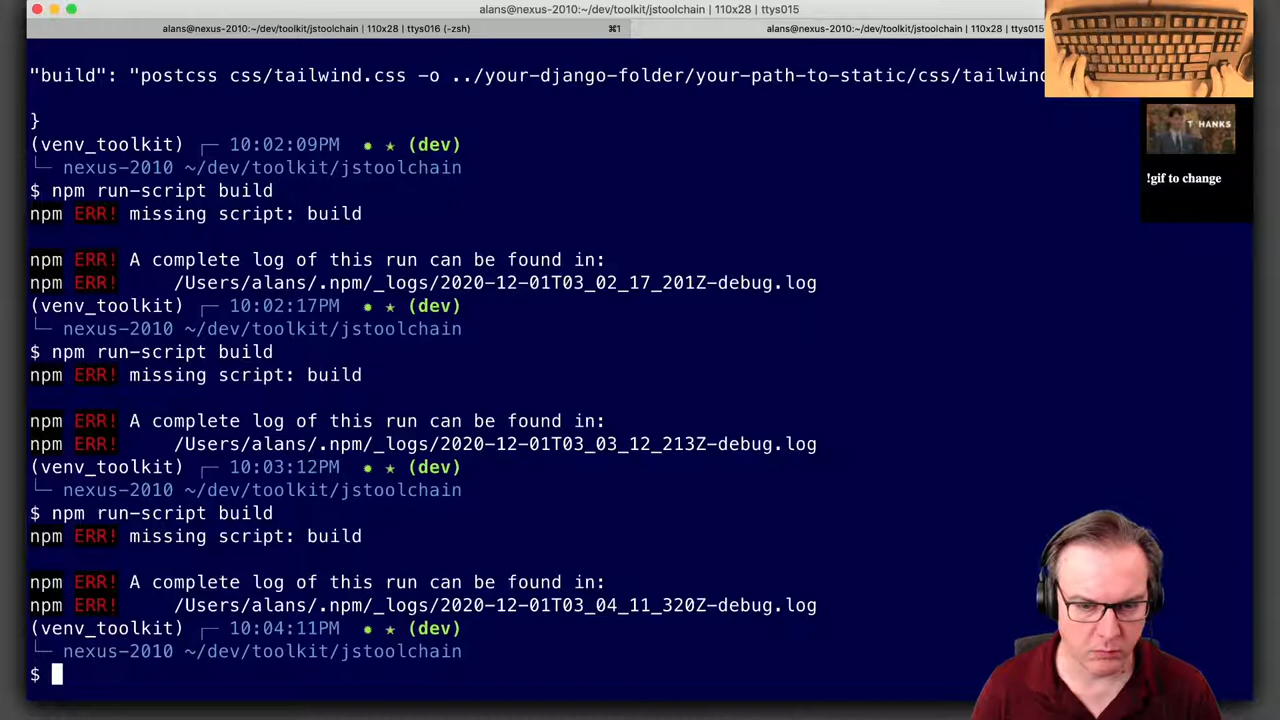 alans@nexus-2010:~/dev/toolkit/jstoolchain | 110x28 | ttys015
alans@nexus-2010:~/dev/toolkit/jstoolchain | 110x28 | ttys016 (-zsh)
⌘1
alans@nexus-2010:~/dev/toolkit/jstoolchain | 110x28 | ttys015
"build": "postcss css/tailwind.css -o ../your-django-folder/your-path-to-static/css/tailwind
}
(venv_toolkit) ┌─ 10:02:09PM ✹ ★ (dev)
└─ nexus-2010 ~/dev/toolkit/jstoolchain
$ npm run-script build
npm ERR! missing script: build
npm ERR! A complete log of this run can be found in:
npm ERR!     /Users/alans/.npm/_logs/2020-12-01T03_02_17_201Z-debug.log
(venv_toolkit) ┌─ 10:02:17PM ✹ ★ (dev)
└─ nexus-2010 ~/dev/toolkit/jstoolchain
$ npm run-script build
npm ERR! missing script: build
npm ERR! A complete log of this run can be found in:
npm ERR!     /Users/alans/.npm/_logs/2020-12-01T03_03_12_213Z-debug.log
(venv_toolkit) ┌─ 10:03:12PM ✹ ★ (dev)
└─ nexus-2010 ~/dev/toolkit/jstoolchain
$ npm run-script build
npm ERR! missing script: build
npm ERR! A complete log of this run can be found in:
npm ERR!     /Users/alans/.npm/_logs/2020-12-01T03_04_11_320Z-debug.log
(venv_toolkit) ┌─ 10:04:11PM ✹ ★ (dev)
└─ nexus-2010 ~/dev/toolkit/jstoolchain
$
T HANKS
!gif to change